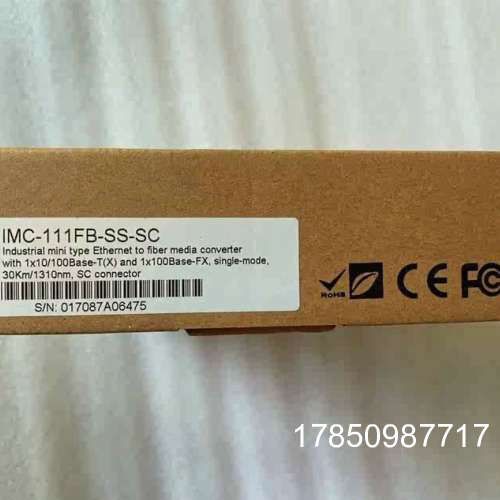 IMC-111FB-SS-SC
Industrial mini type Ethernet to fiber media converter
with 1x10/100Base-T(X) and 1x100Base-FX, single-mode,
30Km/1310nm, SC connector
S/N: 017087A06475
RoHS
CE FC
17850987717